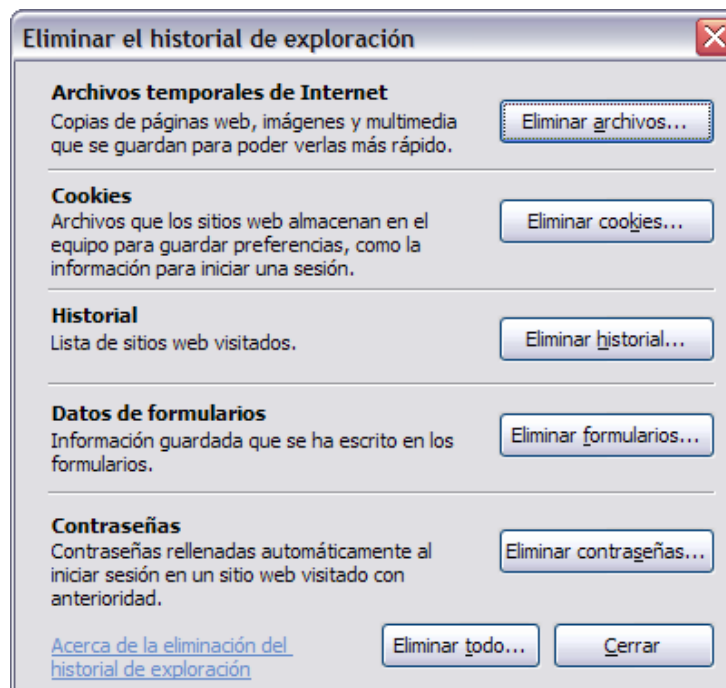 Eliminar el historial de exploración
Archivos temporales de Internet
Copias de páginas web, imágenes y multimedia
que se guardan para poder verlas más rápido.
Eliminar archivos...
Cookies
Archivos que los sitios web almacenan en el
equipo para guardar preferencias, como la
información para iniciar una sesión.
Eliminar cookies...
Historial
Lista de sitios web visitados.
Eliminar historial...
Datos de formularios
Información guardada que se ha escrito en los
formularios.
Eliminar formularios...
Contraseñas
Contraseñas rellenadas automáticamente al
iniciar sesión en un sitio web visitado con
anterioridad.
Eliminar contraseñas...
Acerca de la eliminación del
historial de exploración
Eliminar todo...
Cerrar